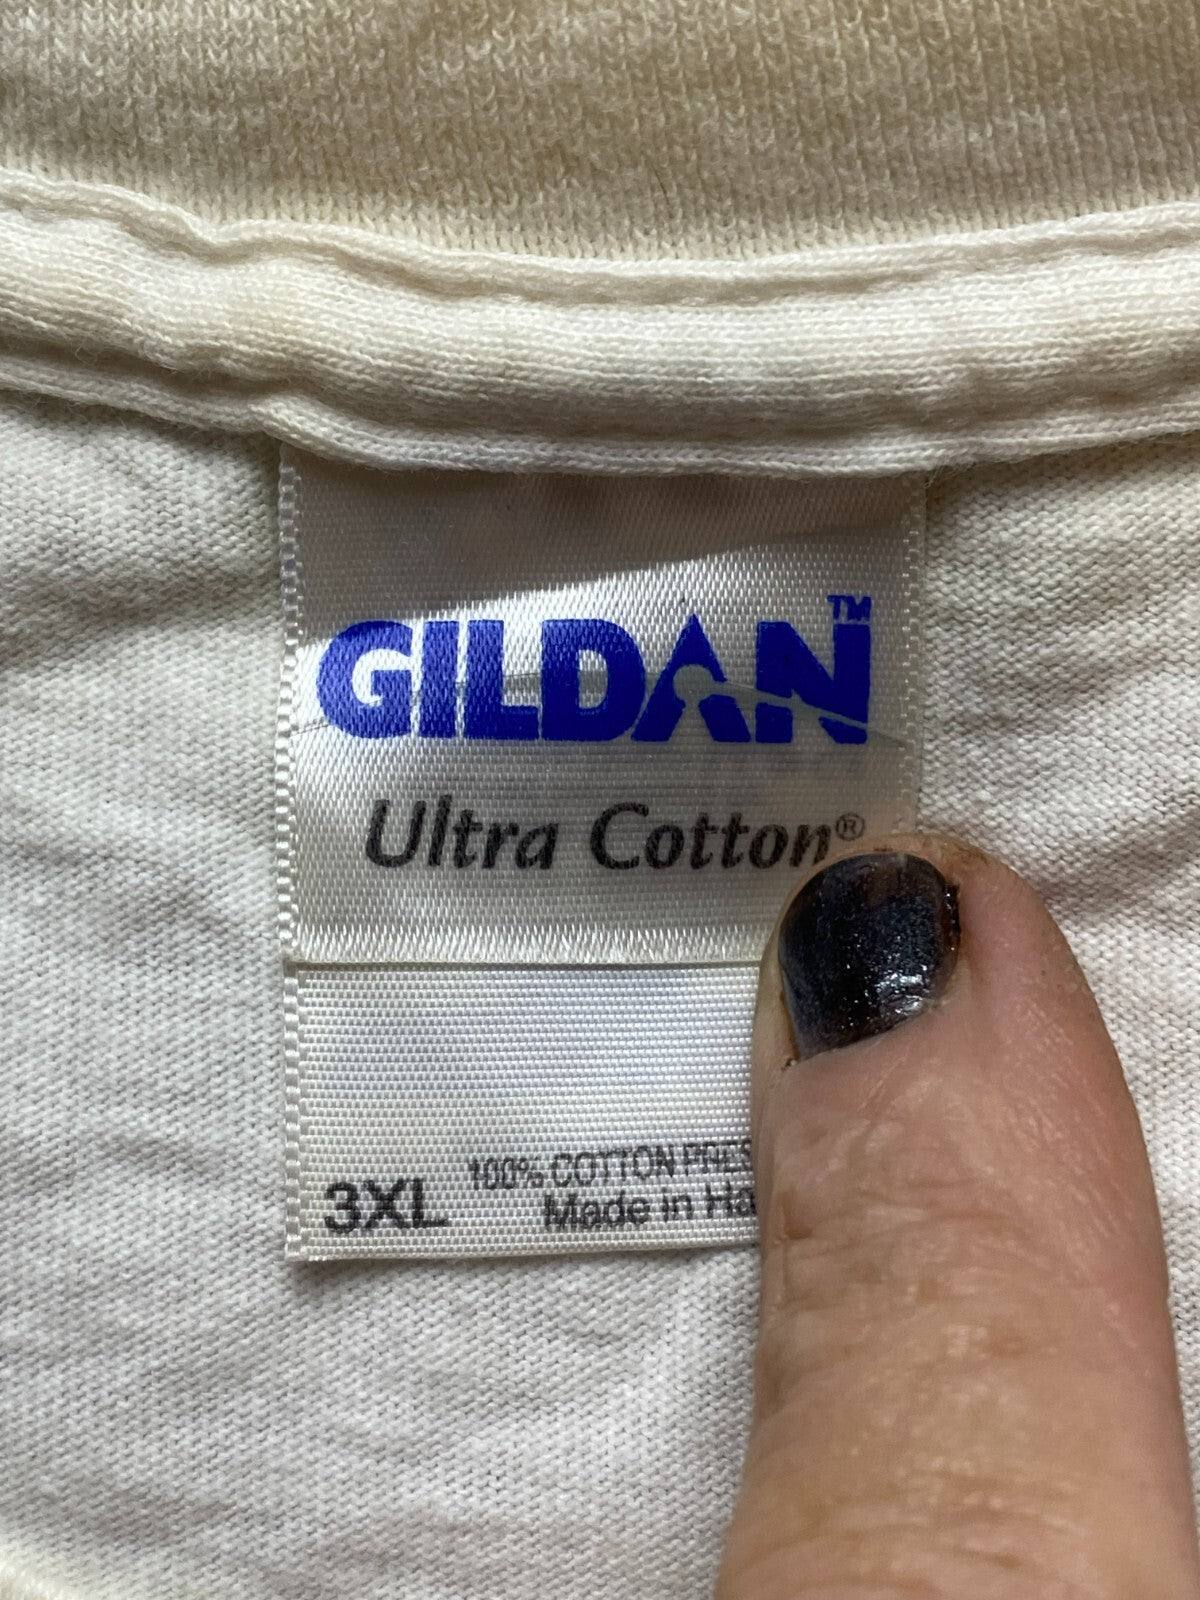 GILDAN™
Ultra Cotton®
100% COTTON
3XL Made in